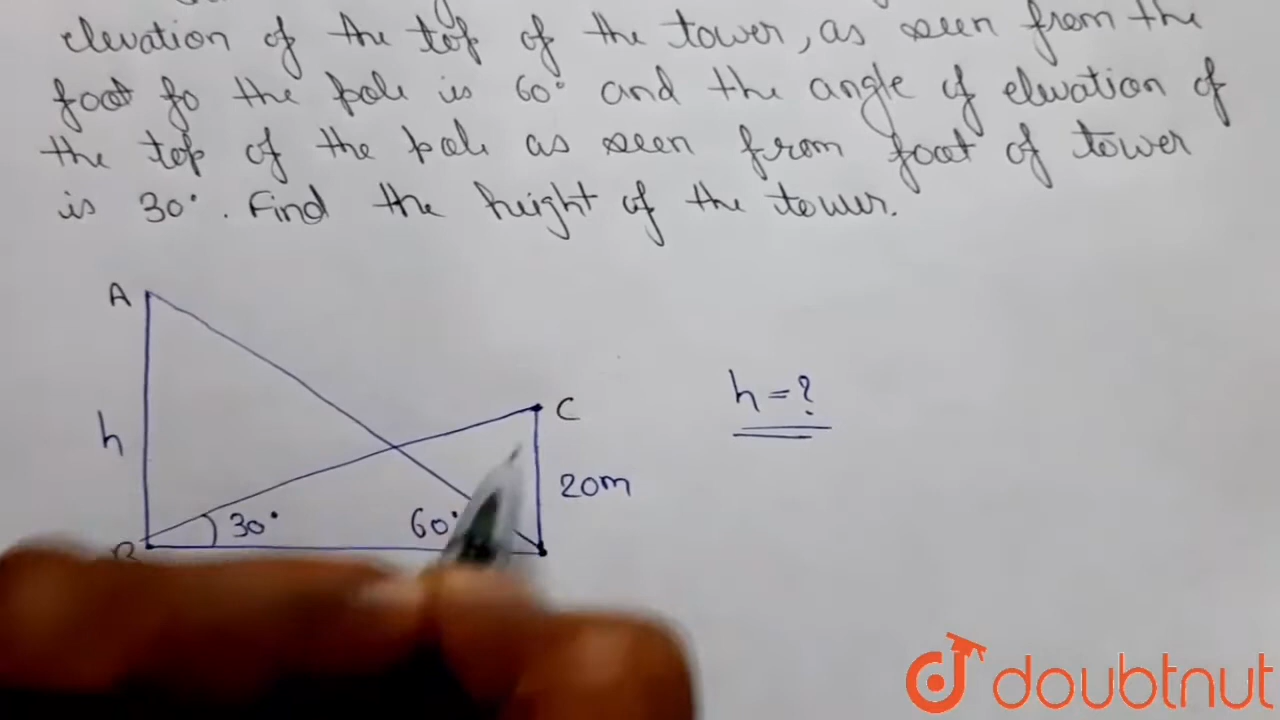 elevation of the top of the tower, as seen from the
foot fo the pole is 60° and the angle of elevation of
the top of the pole as seen from foot of tower
is 30°. Find the height of the tower.
A
C
h = ?
h
20m
30°
60°
B
doubtnut